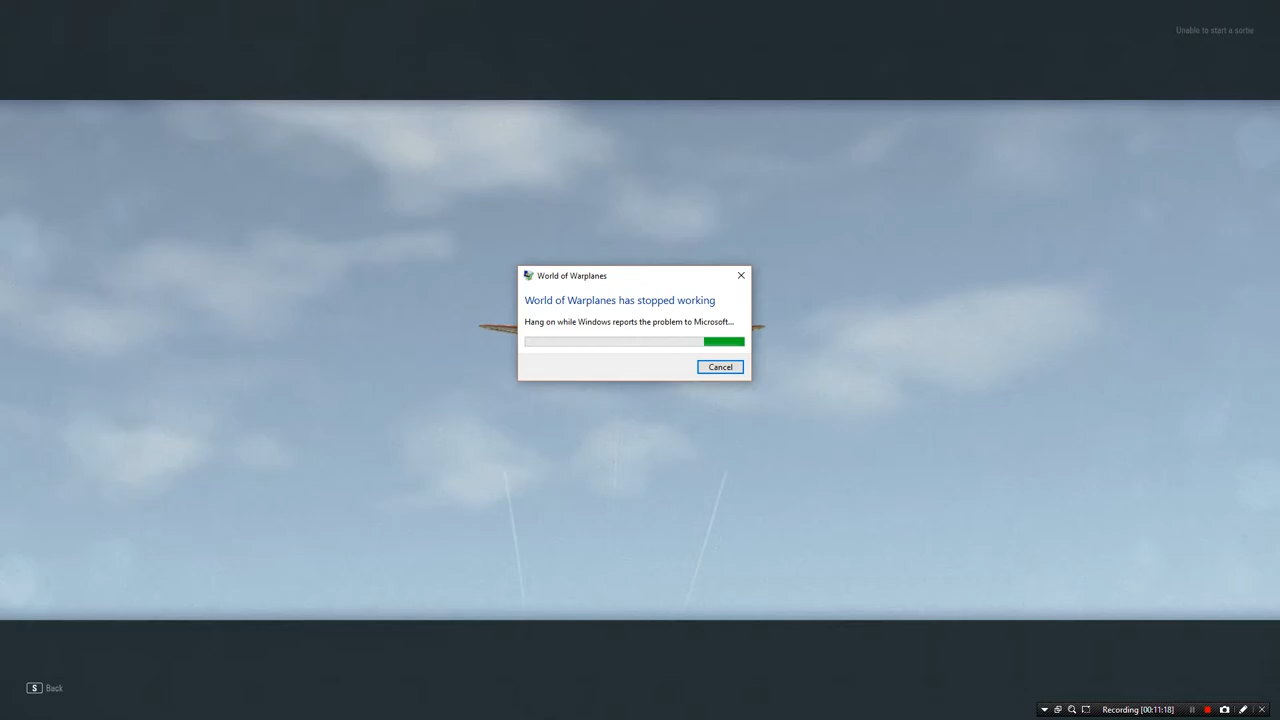 Unable to start a sortie
World of Warplanes
World of Warplanes has stopped working
Hang on while Windows reports the problem to Microsoft...
Cancel
S Back
Recording [00:11:18]